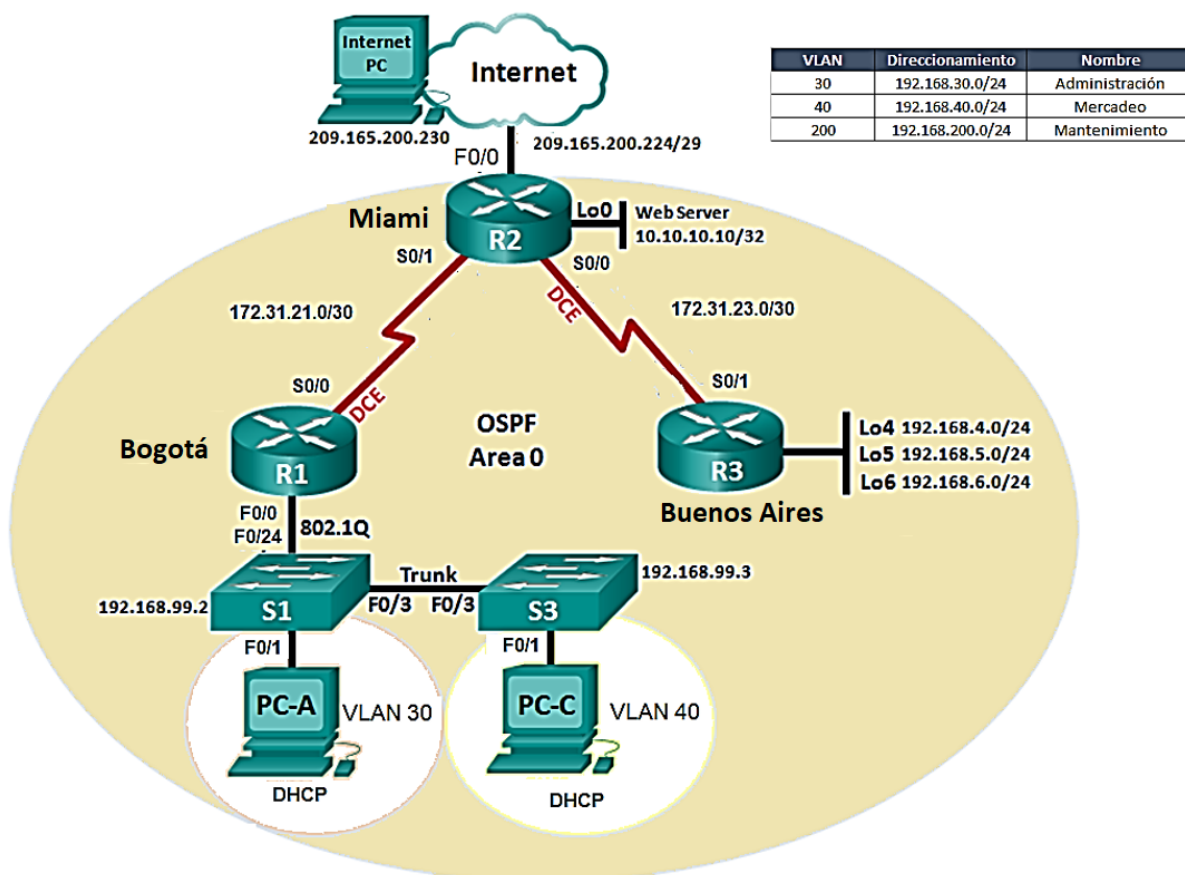 Internet
PC
Internet
209.165.200.230
209.165.200.224/29
F0/0
VLAN Direccionamiento Nombre
30 192.168.30.0/24 Administración
40 192.168.40.0/24 Mercadeo
200 192.168.200.0/24 Mantenimiento
Miami
R2
Lo0
Web Server
10.10.10.10/32
S0/1
S0/0
DCE
172.31.21.0/30
172.31.23.0/30
S0/0
DCE
S0/1
Bogotá
R1
OSPF
Area 0
R3
Lo4 192.168.4.0/24
Lo5 192.168.5.0/24
Lo6 192.168.6.0/24
Buenos Aires
F0/0
F0/24
802.1Q
Trunk
192.168.99.3
192.168.99.2
S1
F0/3
F0/3
S3
F0/1
F0/1
PC-A
VLAN 30
PC-C
VLAN 40
DHCP
DHCP